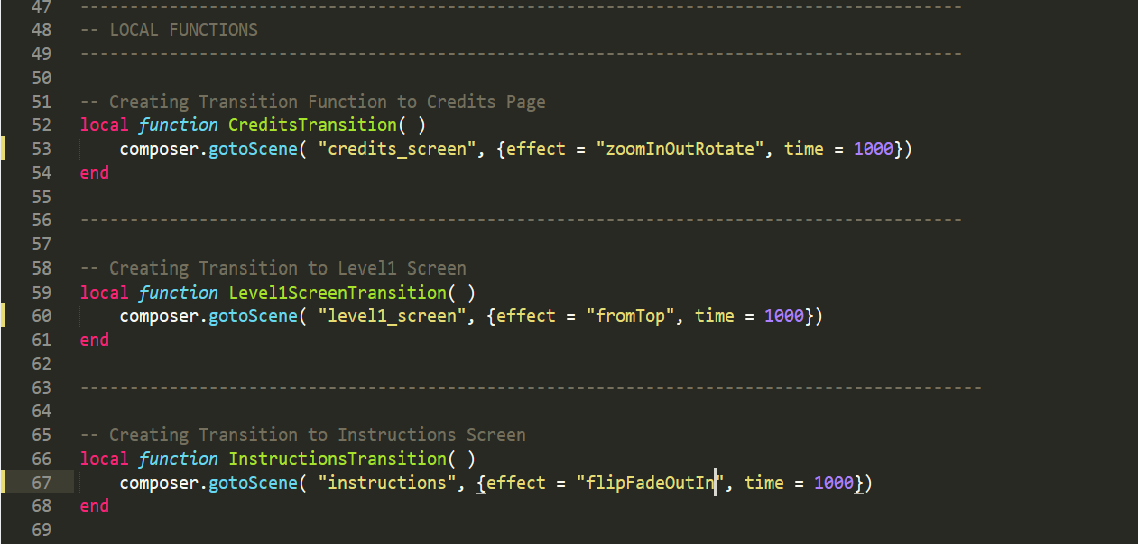 47 -----------------------------------------------------------------------------------------
48 -- LOCAL FUNCTIONS
49 -----------------------------------------------------------------------------------------
50
51 -- Creating Transition Function to Credits Page
52 local function CreditsTransition( )
53     composer.gotoScene( "credits_screen", {effect = "zoomInOutRotate", time = 1000})
54 end
55
56 -----------------------------------------------------------------------------------------
57
58 -- Creating Transition to Level1 Screen
59 local function Level1ScreenTransition( )
60     composer.gotoScene( "level1_screen", {effect = "fromTop", time = 1000})
61 end
62
63 -------------------------------------------------------------------------------------------
64
65 -- Creating Transition to Instructions Screen
66 local function InstructionsTransition( )
67     composer.gotoScene( "instructions", {effect = "flipFadeOutIn", time = 1000})
68 end
69